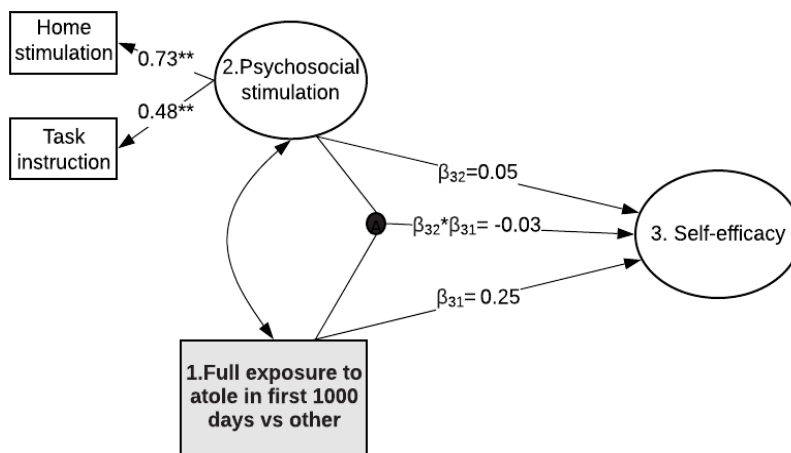 Home
stimulation
0.73**
0.48**
Task
instruction
2.Psychosocial
stimulation
β32=0.05
A
β32*β31= -0.03
3. Self-efficacy
β31= 0.25
1.Full exposure to
atole in first 1000
days vs other